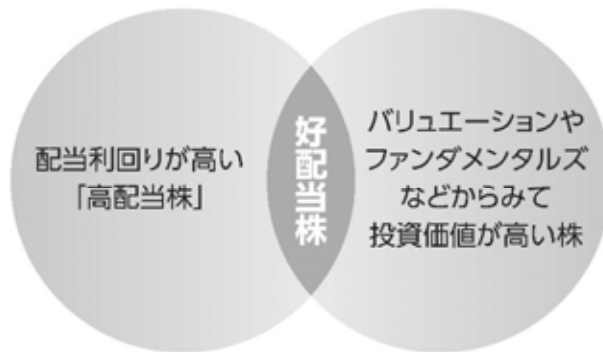 配当利回りが高い
「高配当株」
好配当株
バリュエーションや
ファンダメンタルズ
などからみて
投資価値が高い株